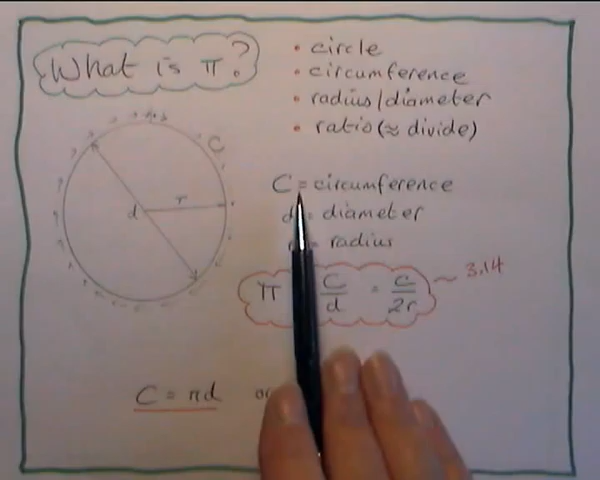 What is π?
• circle
• circumference
• radius/diameter
• ratio (≈ divide)
C
r
d
C = circumference
d = diameter
= radius
π C/d = C/2r ~ 3.14
C = πd